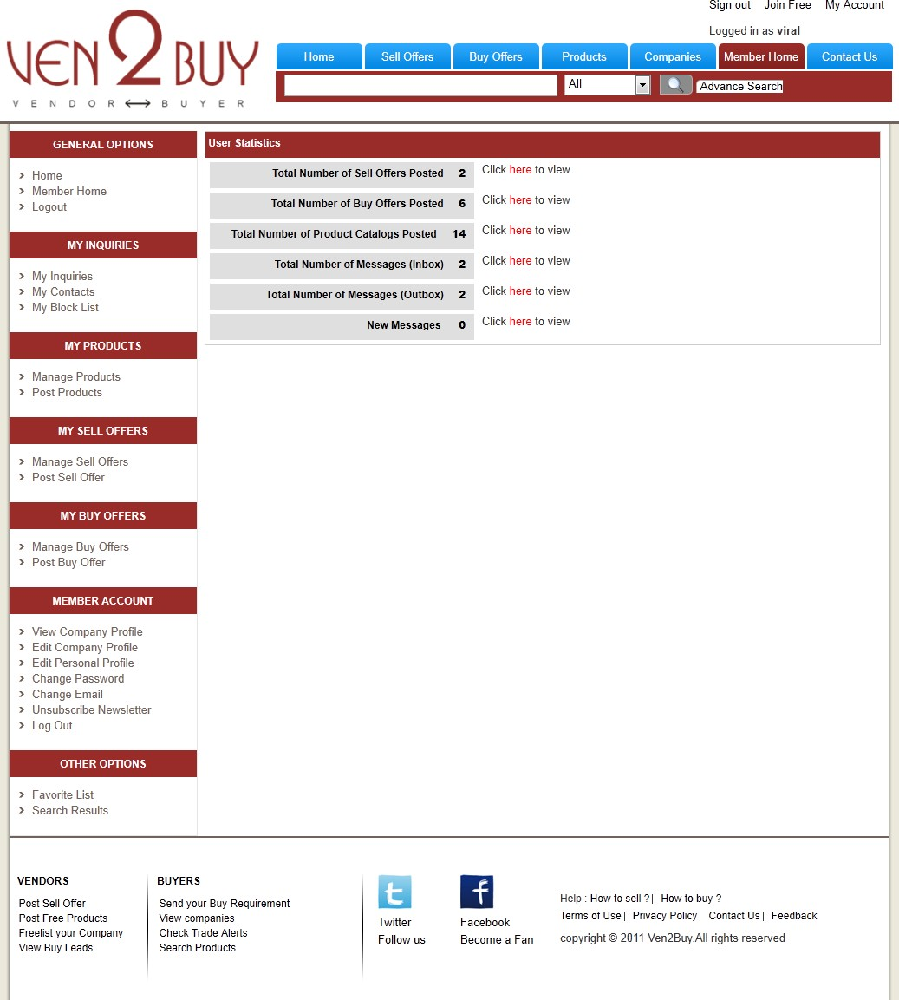 Sign out Join Free My Account
Logged in as viral
VEN2BUY
VENDOR BUYER
Home Sell Offers Buy Offers Products Companies Member Home Contact Us
All Advance Search
GENERAL OPTIONS
Home
Member Home
Logout
MY INQUIRIES
My Inquiries
My Contacts
My Block List
MY PRODUCTS
Manage Products
Post Products
MY SELL OFFERS
Manage Sell Offers
Post Sell Offer
MY BUY OFFERS
Manage Buy Offers
Post Buy Offer
MEMBER ACCOUNT
View Company Profile
Edit Company Profile
Edit Personal Profile
Change Password
Change Email
Unsubscribe Newsletter
Log Out
OTHER OPTIONS
Favorite List
Search Results
User Statistics
Total Number of Sell Offers Posted 2 Click here to view
Total Number of Buy Offers Posted 6 Click here to view
Total Number of Product Catalogs Posted 14 Click here to view
Total Number of Messages (Inbox) 2 Click here to view
Total Number of Messages (Outbox) 2 Click here to view
New Messages 0 Click here to view
VENDORS
Post Sell Offer
Post Free Products
Freelist your Company
View Buy Leads
BUYERS
Send your Buy Requirement
View companies
Check Trade Alerts
Search Products
t
Twitter
Follow us
f
Facebook
Become a Fan
Help : How to sell ? | How to buy ?
Terms of Use | Privacy Policy | Contact Us | Feedback
copyright © 2011 Ven2Buy.All rights reserved